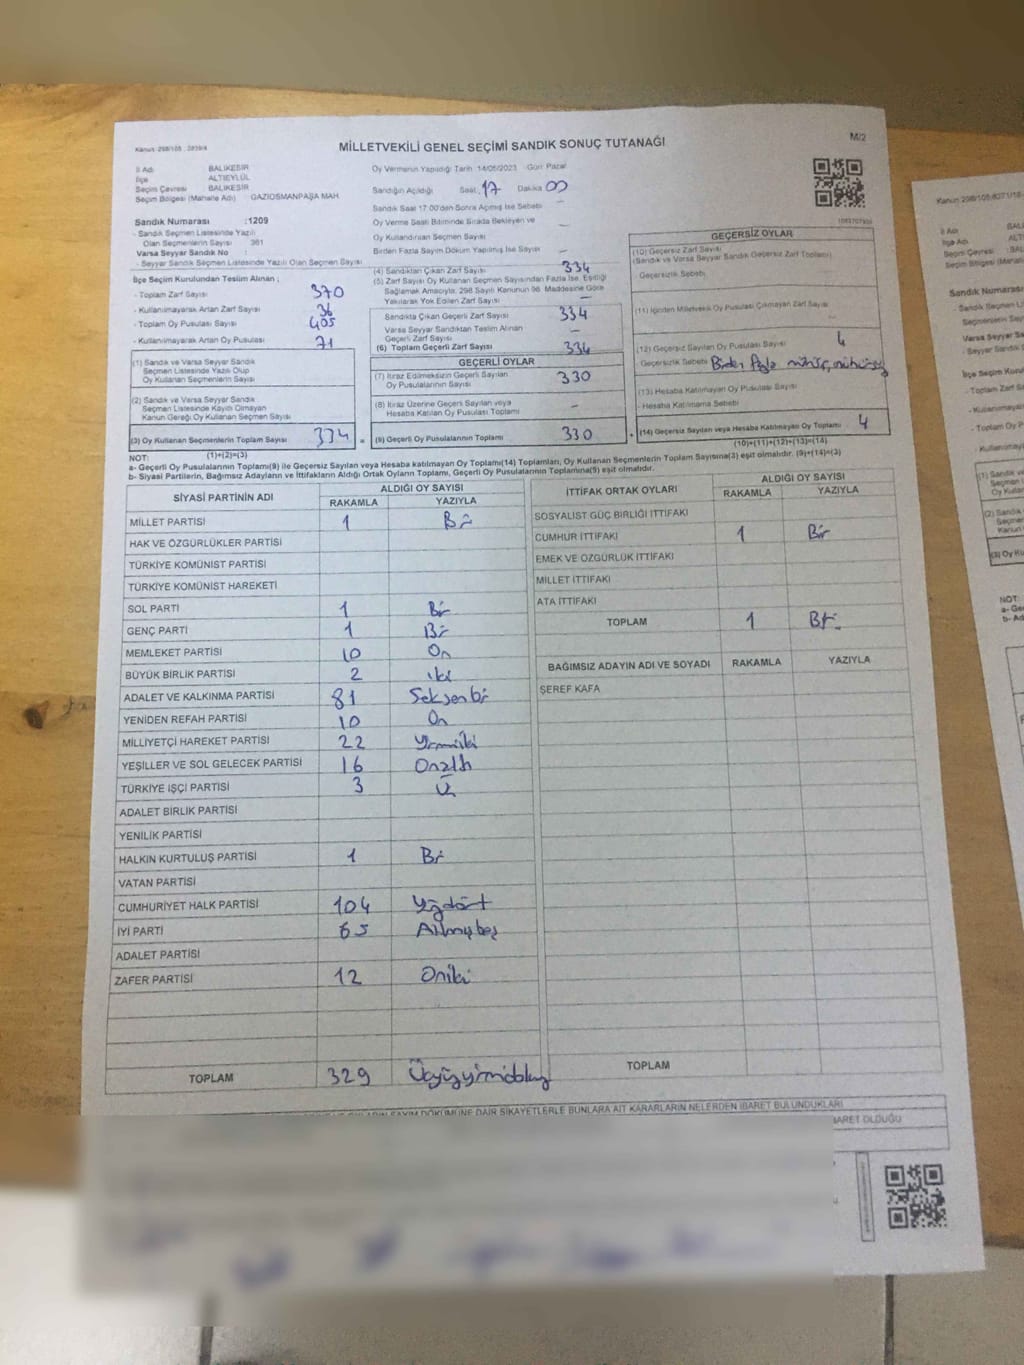 Kanun 298/105 : 2839/4
MİLLETVEKİLİ GENEL SEÇİMİ SANDIK SONUÇ TUTANAĞI
M/2
İl Adı BALIKESİR
İlçe ALTIEYLÜL
Seçim Çevresi BALIKESİR
Seçim Bölgesi (Mahalle Adı) GAZİOSMANPAŞA MAH.
Sandık Numarası :1209
- Sandık Seçmen Listesinde Yazılı
Olan Seçmenlerin Sayısı 361
Varsa Seyyar Sandık No :
- Seyyar Sandık Seçmen Listesinde Yazılı Olan Seçmen Sayısı
İlçe Seçim Kurulundan Teslim Alınan ;
- Toplam Zarf Sayısı 370
- Kullanılmayarak Artan Zarf Sayısı 36
- Toplam Oy Pusulası Sayısı 405
- Kullanılmayarak Artan Oy Pusulası 71
(1) Sandık ve Varsa Seyyar Sandık
Seçmen Listesinde Yazılı Olup
Oy Kullanan Seçmenlerin Sayısı
(2) Sandık ve Varsa Seyyar Sandık
Seçmen Listesinde Kayıtlı Olmayan
Kanun Gereği Oy Kullanan Seçmen Sayısı
(3) Oy Kullanan Seçmenlerin Toplam Sayısı 334 =
(1)+(2)=(3)
Oy Vermenin Yapıldığı Tarih 14/05/2023 Gün: Pazar
Sandığın Açıldığı Saat 17 Dakika 00
Sandık Saat 17.00'den Sonra Açılmış İse Sebebi –
Oy Verme Saati Bitiminde Sırada Bekleyen ve
Oy Kullandırılan Seçmen Sayısı –
Birden Fazla Sayım Döküm Yapılmış İse Sayısı –
(4) Sandıktan Çıkan Zarf Sayısı 334
(5) Zarf Sayısı Oy Kullanan Seçmen Sayısından Fazla İse, Eşitliği
Sağlamak Amacıyla, 298 Sayılı Kanunun 98. Maddesine Göre
Yakılarak Yok Edilen Zarf Sayısı –
Sandıkta Çıkan Geçerli Zarf Sayısı 334
Varsa Seyyar Sandıktan Teslim Alınan
Geçerli Zarf Sayısı –
(6) Toplam Geçerli Zarf Sayısı 334
GEÇERLİ OYLAR
(7) İtiraz Edilmeksizin Geçerli Sayılan
Oy Pusulalarının Sayısı 330
(8) İtiraz Üzerine Geçerli Sayılan veya
Hesaba Katılan Oy Pusulası Toplamı –
(9) Geçerli Oy Pusulalarının Toplamı 330 +
GEÇERSİZ OYLAR
(10) Geçersiz Zarf Sayısı
(Sandık ve Varsa Seyyar Sandık Geçersiz Zarf Toplamı)
- Geçersizlik Sebebi
(11) İçinden Milletvekili Oy Pusulası Çıkmayan Zarf Sayısı
(12) Geçersiz Sayılan Oy Pusulası Sayısı 4
- Geçersizlik Sebebi Birden Fazla mühür,
(13) Hesaba Katılmayan Oy Pusulası Sayısı
- Hesaba Katılmama Sebebi
(14) Geçersiz Sayılan veya Hesaba Katılmayan Oy Toplamı 4
(10)+(11)+(12)+(13)=(14)
NOT:
a- Geçerli Oy Pusulalarının Toplamı(9) ile Geçersiz Sayılan veya Hesaba katılmayan Oy Toplamı(14) Toplamları, Oy Kullanan Seçmenlerin Toplam Sayısına(3) eşit olmalıdır. (9)+(14)=(3)
b- Siyasi Partilerin, Bağımsız Adayların ve İttifakların Aldığı Ortak Oyların Toplamı, Geçerli Oy Pusulalarının Toplamına(9) eşit olmalıdır.
SİYASİ PARTİNİN ADI ALDIĞI OY SAYISI
RAKAMLA YAZIYLA
MİLLET PARTİSİ 1 Bir
HAK VE ÖZGÜRLÜKLER PARTİSİ
TÜRKİYE KOMÜNİST PARTİSİ
TÜRKİYE KOMÜNİST HAREKETİ
SOL PARTİ 1 Bir
GENÇ PARTİ 1 Bir
MEMLEKET PARTİSİ 10 On
BÜYÜK BİRLİK PARTİSİ 2 iki
ADALET VE KALKINMA PARTİSİ 81 Seksenbir
YENİDEN REFAH PARTİSİ 10 On
MİLLİYETÇİ HAREKET PARTİSİ 22 Yirmiiki
YEŞİLLER VE SOL GELECEK PARTİSİ 16 Onaltı
TÜRKİYE İŞÇİ PARTİSİ 3 Üç
ADALET BİRLİK PARTİSİ
YENİLİK PARTİSİ
HALKIN KURTULUŞ PARTİSİ 1 Bir
VATAN PARTİSİ
CUMHURİYET HALK PARTİSİ 104 Yüzdört
İYİ PARTİ 65 Altmışbeş
ADALET PARTİSİ
ZAFER PARTİSİ 12 Oniki
TOPLAM 329 Üçyüzyirmidokuz
İTTİFAK ORTAK OYLARI ALDIĞI OY SAYISI
RAKAMLA YAZIYLA
SOSYALİST GÜÇ BİRLİĞİ İTTİFAKI
CUMHUR İTTİFAKI 1 Bir
EMEK VE ÖZGÜRLÜK İTTİFAKI
MİLLET İTTİFAKI
ATA İTTİFAKI
TOPLAM 1 Bir
BAĞIMSIZ ADAYIN ADI VE SOYADI RAKAMLA YAZIYLA
ŞEREF KAFA
TOPLAM
SAYIM DÖKÜMÜNE DAİR ŞİKAYETLERLE BUNLARA AİT KARARLARIN NELERDEN İBARET BULUNDUKLARI
BARET OLDUĞU